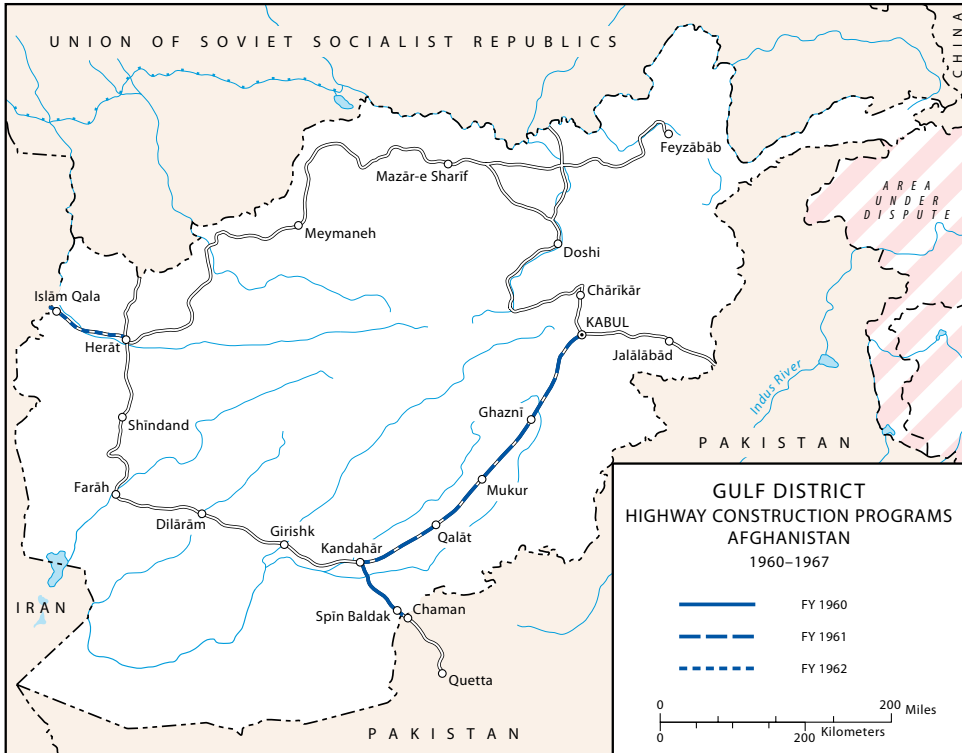 UNION OF SOVIET SOCIALIST REPUBLICS
CHINA
Feyzābāb
Mazār-e Sharīf
AREA
UNDER
DISPUTE
Meymaneh
Doshi
Islām Qala
Chārīkār
KABUL
Herāt
Jalālābād
Indus River
Ghaznī
Shīndand
PAKISTAN
Mukur
Farāh
Dilārām
Girishk
Qalāt
Kandahār
IRAN
Spīn Baldak
Chaman
Quetta
PAKISTAN
GULF DISTRICT
HIGHWAY CONSTRUCTION PROGRAMS
AFGHANISTAN
1960–1967
FY 1960
FY 1961
FY 1962
0 200 Miles
0 200 Kilometers